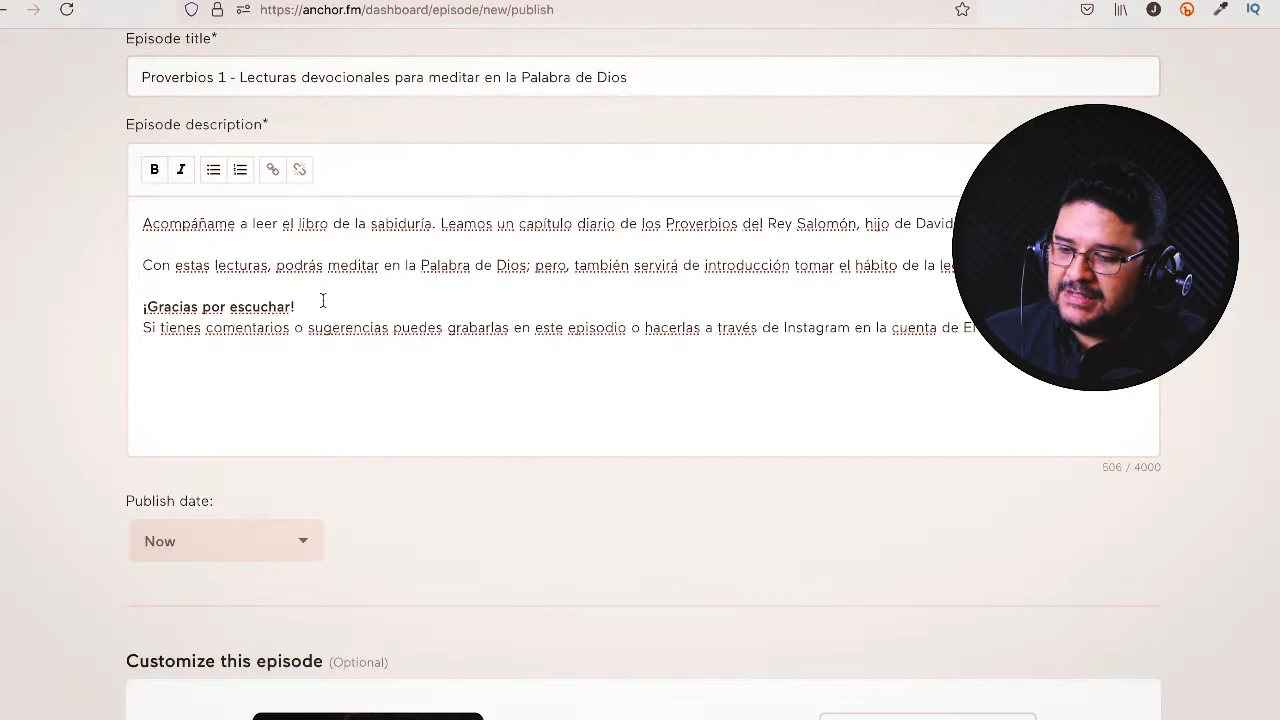 https://anchor.fm/dashboard/episode/new/publish
J
IQ
Episode title*
Proverbios 1 - Lecturas devocionales para meditar en la Palabra de Dios
Episode description*
B I
Acompáñame a leer el libro de la sabiduría. Leamos un capítulo diario de los Proverbios del Rey Salomón, hijo de David
Con estas lecturas, podrás meditar en la Palabra de Dios; pero, también servirá de introducción tomar el hábito de la
¡Gracias por escuchar!
Si tienes comentarios o sugerencias puedes grabarlas en este episodio o hacerlas a través de Instagram en la cuenta de
506 / 4000
Publish date:
Now
Customize this episode (Optional)